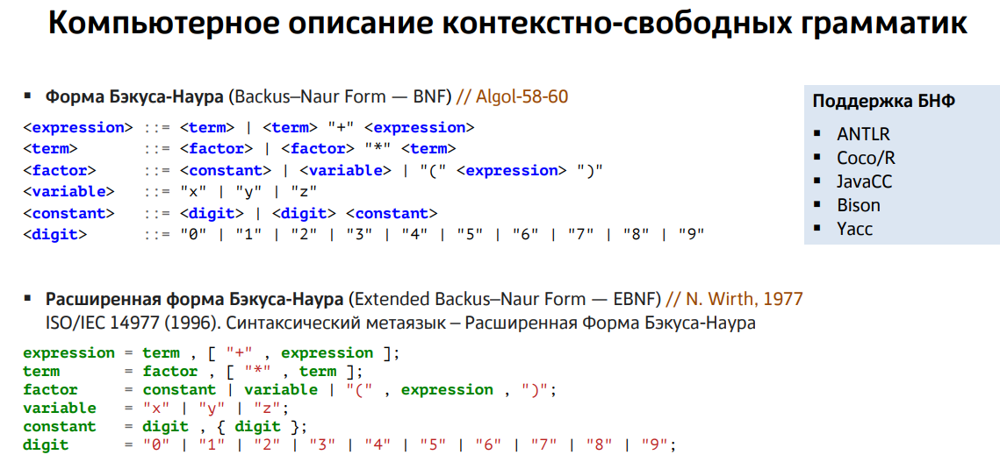 Компьютерное описание контекстно-свободных грамматик
▪ Форма Бэкуса-Наура (Backus–Naur Form — BNF) // Algol-58-60
<expression> ::= <term> | <term> "+" <expression>
<term> ::= <factor> | <factor> "*" <term>
<factor> ::= <constant> | <variable> | "(" <expression> ")"
<variable> ::= "x" | "y" | "z"
<constant> ::= <digit> | <digit> <constant>
<digit> ::= "0" | "1" | "2" | "3" | "4" | "5" | "6" | "7" | "8" | "9"
Поддержка БНФ
▪ ANTLR
▪ Coco/R
▪ JavaCC
▪ Bison
▪ Yacc
▪ Расширенная форма Бэкуса-Наура (Extended Backus–Naur Form — EBNF) // N. Wirth, 1977
ISO/IEC 14977 (1996). Синтаксический метаязык – Расширенная Форма Бэкуса-Наура
expression = term , [ "+" , expression ];
term = factor , [ "*" , term ];
factor = constant | variable | "(" , expression , ")";
variable = "x" | "y" | "z";
constant = digit , { digit };
digit = "0" | "1" | "2" | "3" | "4" | "5" | "6" | "7" | "8" | "9";